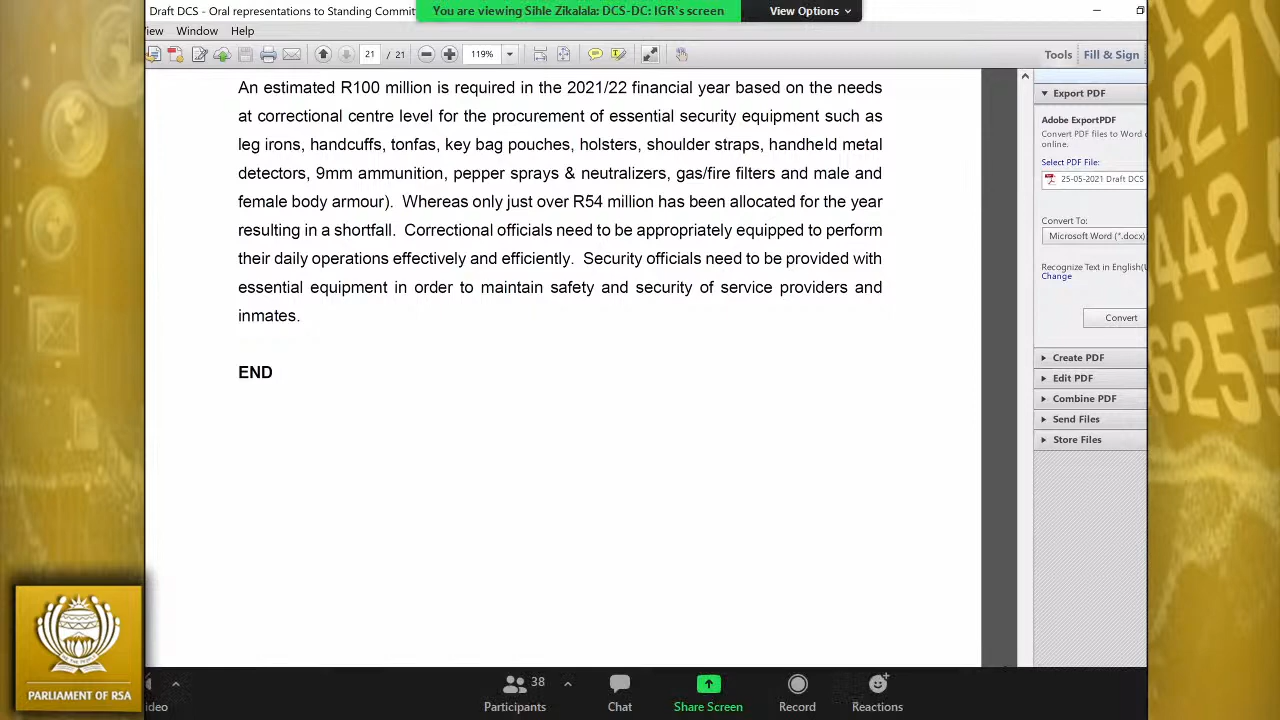 Draft DCS - Oral representations to Standing Committ
You are viewing Sihle Zikalala: DCS-DC: IGR's screen
View Options
iew Window Help
21 / 21
119%
Tools Fill & Sign
An estimated R100 million is required in the 2021/22 financial year based on the needs
at correctional centre level for the procurement of essential security equipment such as
leg irons, handcuffs, tonfas, key bag pouches, holsters, shoulder straps, handheld metal
detectors, 9mm ammunition, pepper sprays & neutralizers, gas/fire filters and male and
female body armour). Whereas only just over R54 million has been allocated for the year
resulting in a shortfall. Correctional officials need to be appropriately equipped to perform
their daily operations effectively and efficiently. Security officials need to be provided with
essential equipment in order to maintain safety and security of service providers and
inmates.
END
Export PDF
Adobe ExportPDF
Convert PDF files to Word
online.
Select PDF File:
25-05-2021 Draft DCS
Convert To:
Microsoft Word (*.docx)
Recognize Text in English(U
Change
Convert
Create PDF
Edit PDF
Combine PDF
Send Files
Store Files
PARLIAMENT OF RSA
ideo
38
Participants
Chat
Share Screen
Record
Reactions